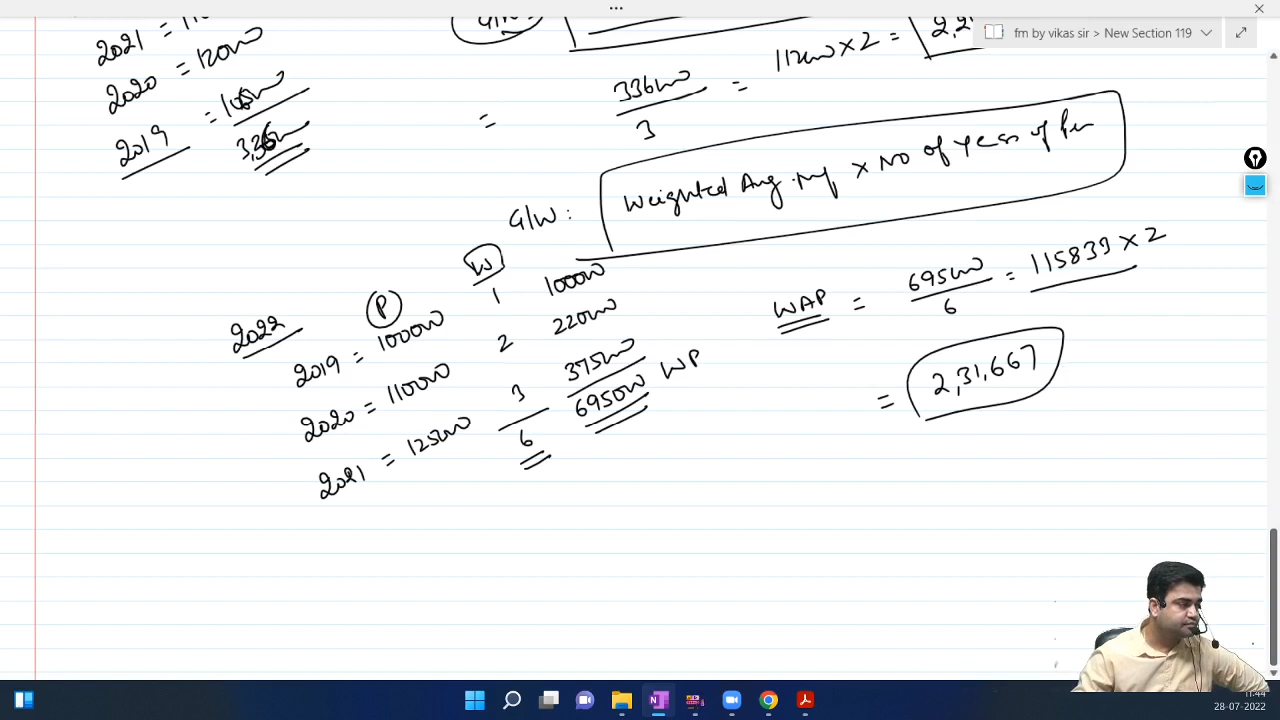 fm by vikas sir > New Section 119
2021 =
2020 = 120000
2019 =
G/W
= 336000 / 3 = 112000 X 2 =
G/W: Weighted Avg. Prof X No of years of Pur
2022
P W
2019 = 100000 1 100000
2020 = 110000 2 220000
2021 = 125000 3 375000
6 695000 WP
WAP = 695000 / 6 = 115833 X 2
= 2,31,667
11:44
28-07-2022